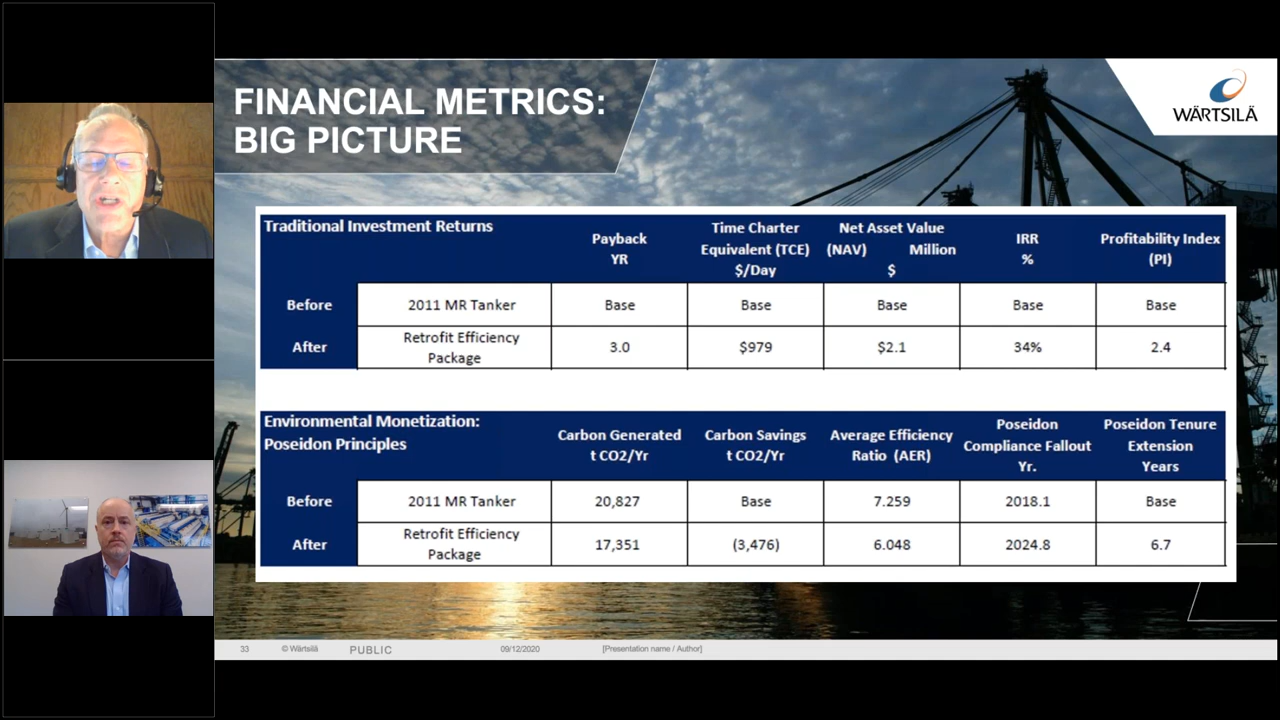 FINANCIAL METRICS:
BIG PICTURE
WÄRTSILÄ
Traditional Investment Returns
Payback
YR
Time Charter
Equivalent (TCE)
$/Day
Net Asset Value
(NAV) Million
$
IRR
%
Profitability Index
(PI)
Before
2011 MR Tanker
Base
Base
Base
Base
Base
After
Retrofit Efficiency
Package
3.0
$979
$2.1
34%
2.4
Environmental Monetization:
Poseidon Principles
Carbon Generated
t CO2/Yr
Carbon Savings
t CO2/Yr
Average Efficiency
Ratio (AER)
Poseidon
Compliance Fallout
Yr.
Poseidon Tenure
Extension
Years
Before
2011 MR Tanker
20,827
Base
7.259
2018.1
Base
After
Retrofit Efficiency
Package
17,351
(3,476)
6.048
2024.8
6.7
33 © Wärtsilä PUBLIC 09/12/2020 [Presentation name / Author]